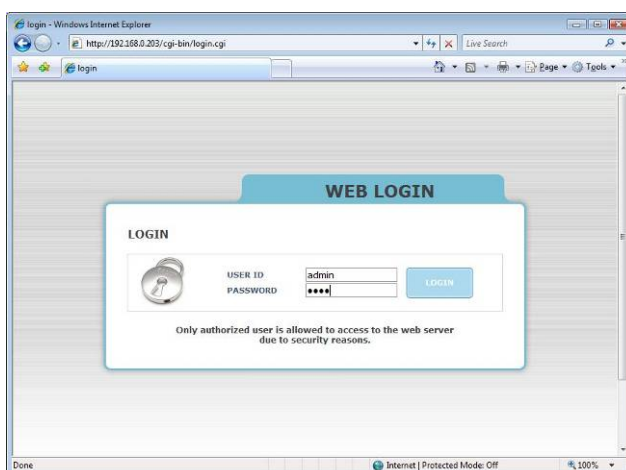 login - Windows Internet Explorer
http://192.168.0.203/cgi-bin/login.cgi
Live Search
login
Page
Tools
WEB LOGIN
LOGIN
USER ID
admin
LOGIN
PASSWORD
••••
Only authorized user is allowed to access to the web server
due to security reasons.
Done
Internet | Protected Mode: Off
100%